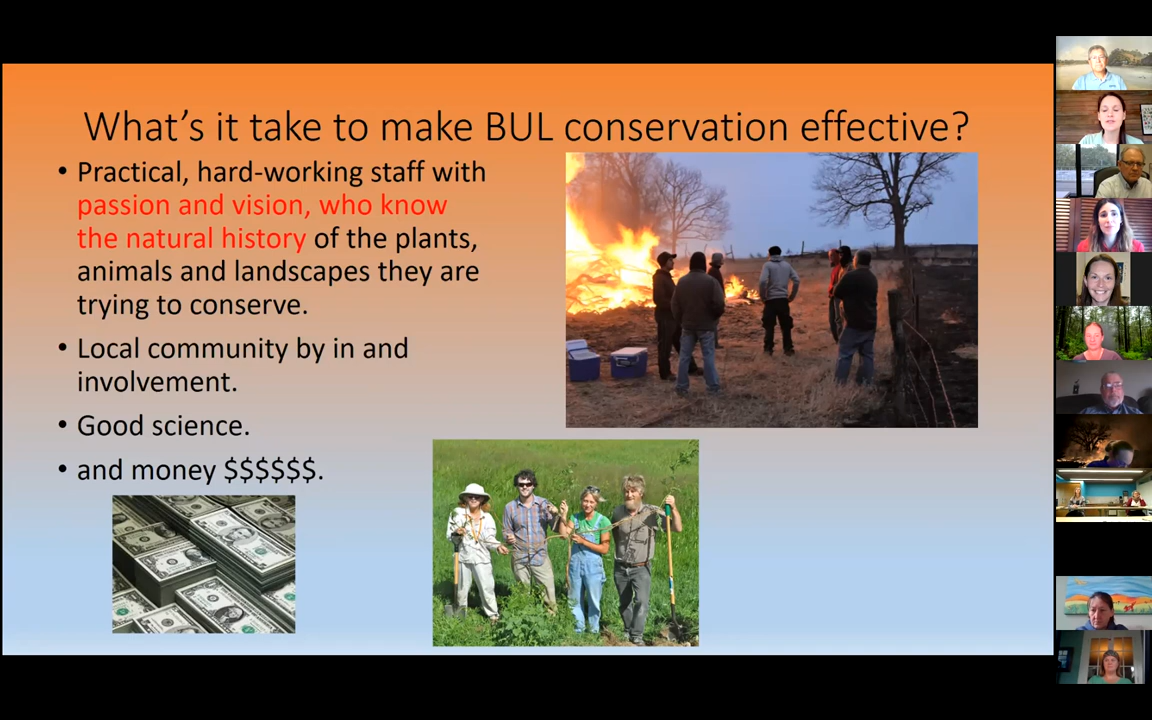 What's it take to make BUL conservation effective?
• Practical, hard-working staff with
passion and vision, who know
the natural history of the plants,
animals and landscapes they are
trying to conserve.
• Local community by in and
involvement.
• Good science.
• and money $$$$$$.